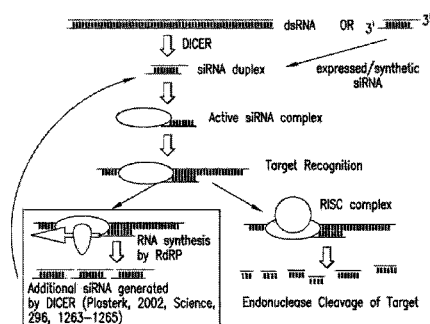 dsRNA OR 3' 3'
DICER
siRNA duplex
expressed/synthetic
siRNA
Active siRNA complex
Target Recognition
RISC complex
RNA synthesis
by RdRP
Additional siRNA generated
by DICER (Plasterk, 2002, Science,
296, 1263–1265)
Endonuclease Cleavage of Target